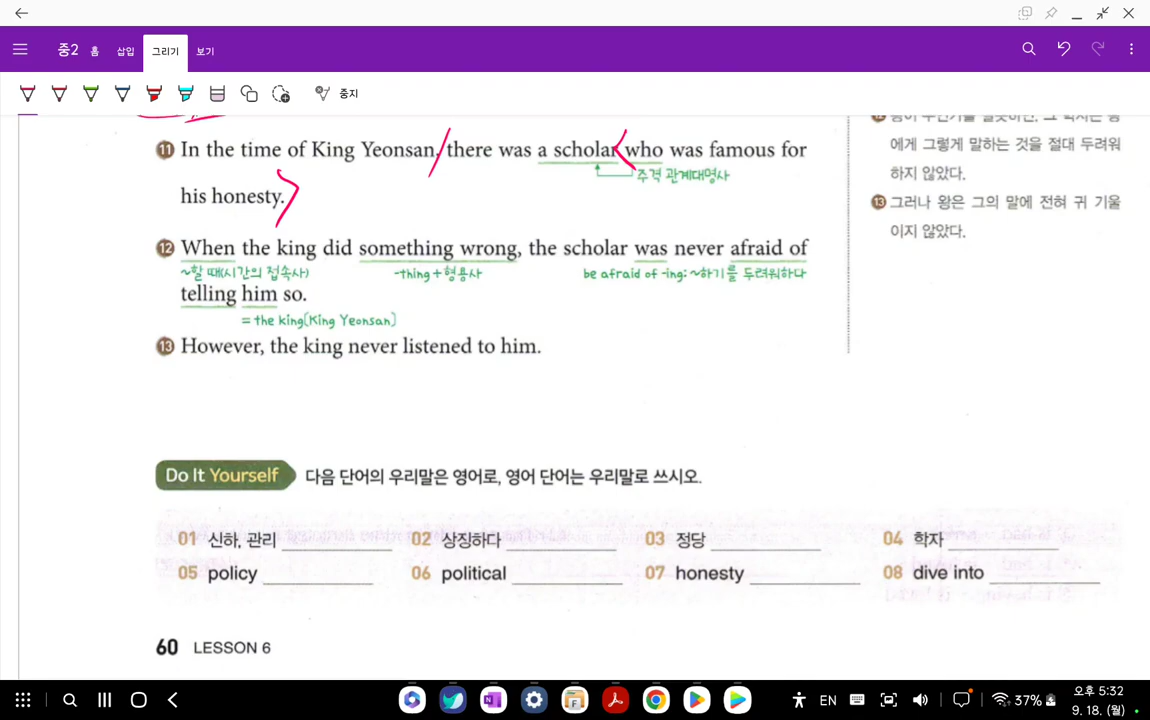 중2 홈 삽입 그리기 보기
중지
⑪ In the time of King Yeonsan, there was a scholar who was famous for
주격 관계대명사
his honesty.
⑫ When the king did something wrong, the scholar was never afraid of
~할 때(시간의 접속사) -thing+형용사 be afraid of -ing: ~하기를 두려워하다
telling him so.
= the king(King Yeonsan)
⑬ However, the king never listened to him.
에게 그렇게 말하는 것을 절대 두려워
하지 않았다.
⑬ 그러나 왕은 그의 말에 전혀 귀 기울
이지 않았다.
Do It Yourself 다음 단어의 우리말은 영어로, 영어 단어는 우리말로 쓰시오.
01 신하, 관리 02 상징하다 03 정당 04 학자
05 policy 06 political 07 honesty 08 dive into
60 LESSON 6
EN 37% 오후 5:32
9. 18. (월)